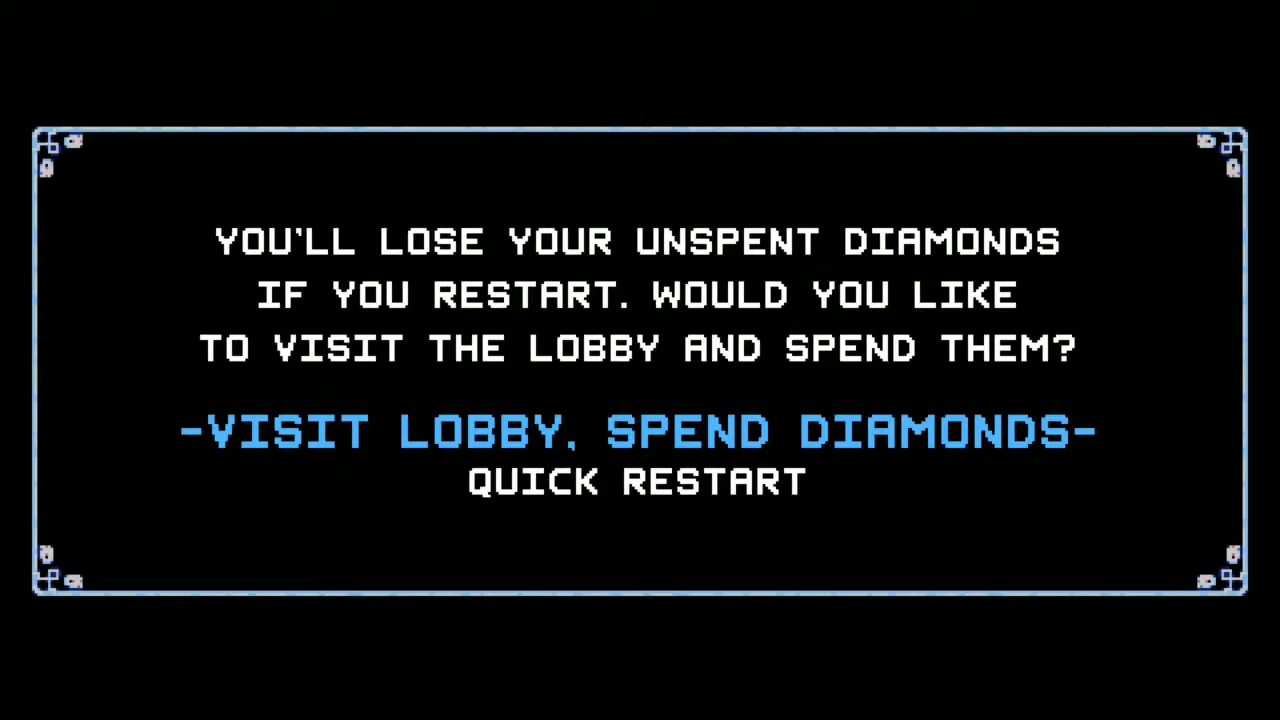 YOU'LL LOSE YOUR UNSPENT DIAMONDS
IF YOU RESTART. WOULD YOU LIKE
TO VISIT THE LOBBY AND SPEND THEM?
-VISIT LOBBY, SPEND DIAMONDS-
QUICK RESTART